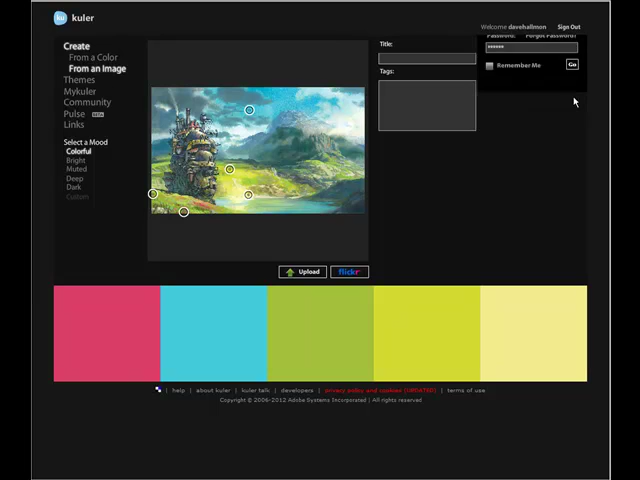 ku kuler
Welcome davehallmon Sign Out
Password: Forgot Password?
******
Remember Me
Go
Create
From a Color
From an Image
Themes
Mykuler
Community
Pulse BETA
Links
Select a Mood
Colorful
Bright
Muted
Deep
Dark
Custom
Title:
Tags:
Upload
flickr
help | about kuler | kuler talk | developers | privacy policy and cookies (UPDATED) | terms of use
Copyright © 2006-2012 Adobe Systems Incorporated | All rights reserved